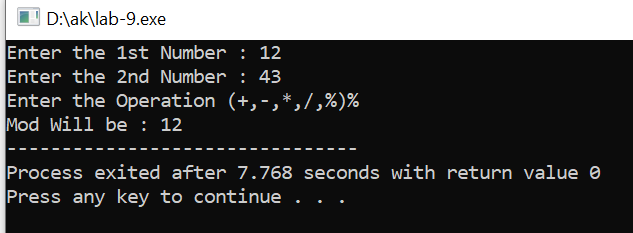 D:\ak\lab-9.exe
Enter the 1st Number : 12
Enter the 2nd Number : 43
Enter the Operation (+,-,*,/,%)%
Mod Will be : 12
--------------------------------
Process exited after 7.768 seconds with return value 0
Press any key to continue . . .